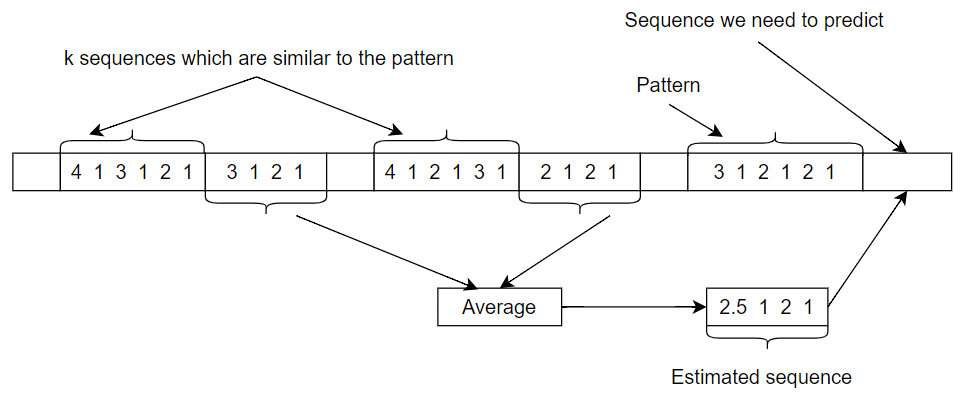 Sequence we need to predict
k sequences which are similar to the pattern
Pattern
4 1 3 1 2 1 3 1 2 1 4 1 2 1 3 1 2 1 2 1 3 1 2 1 2 1
Average
2.5 1 2 1
Estimated sequence